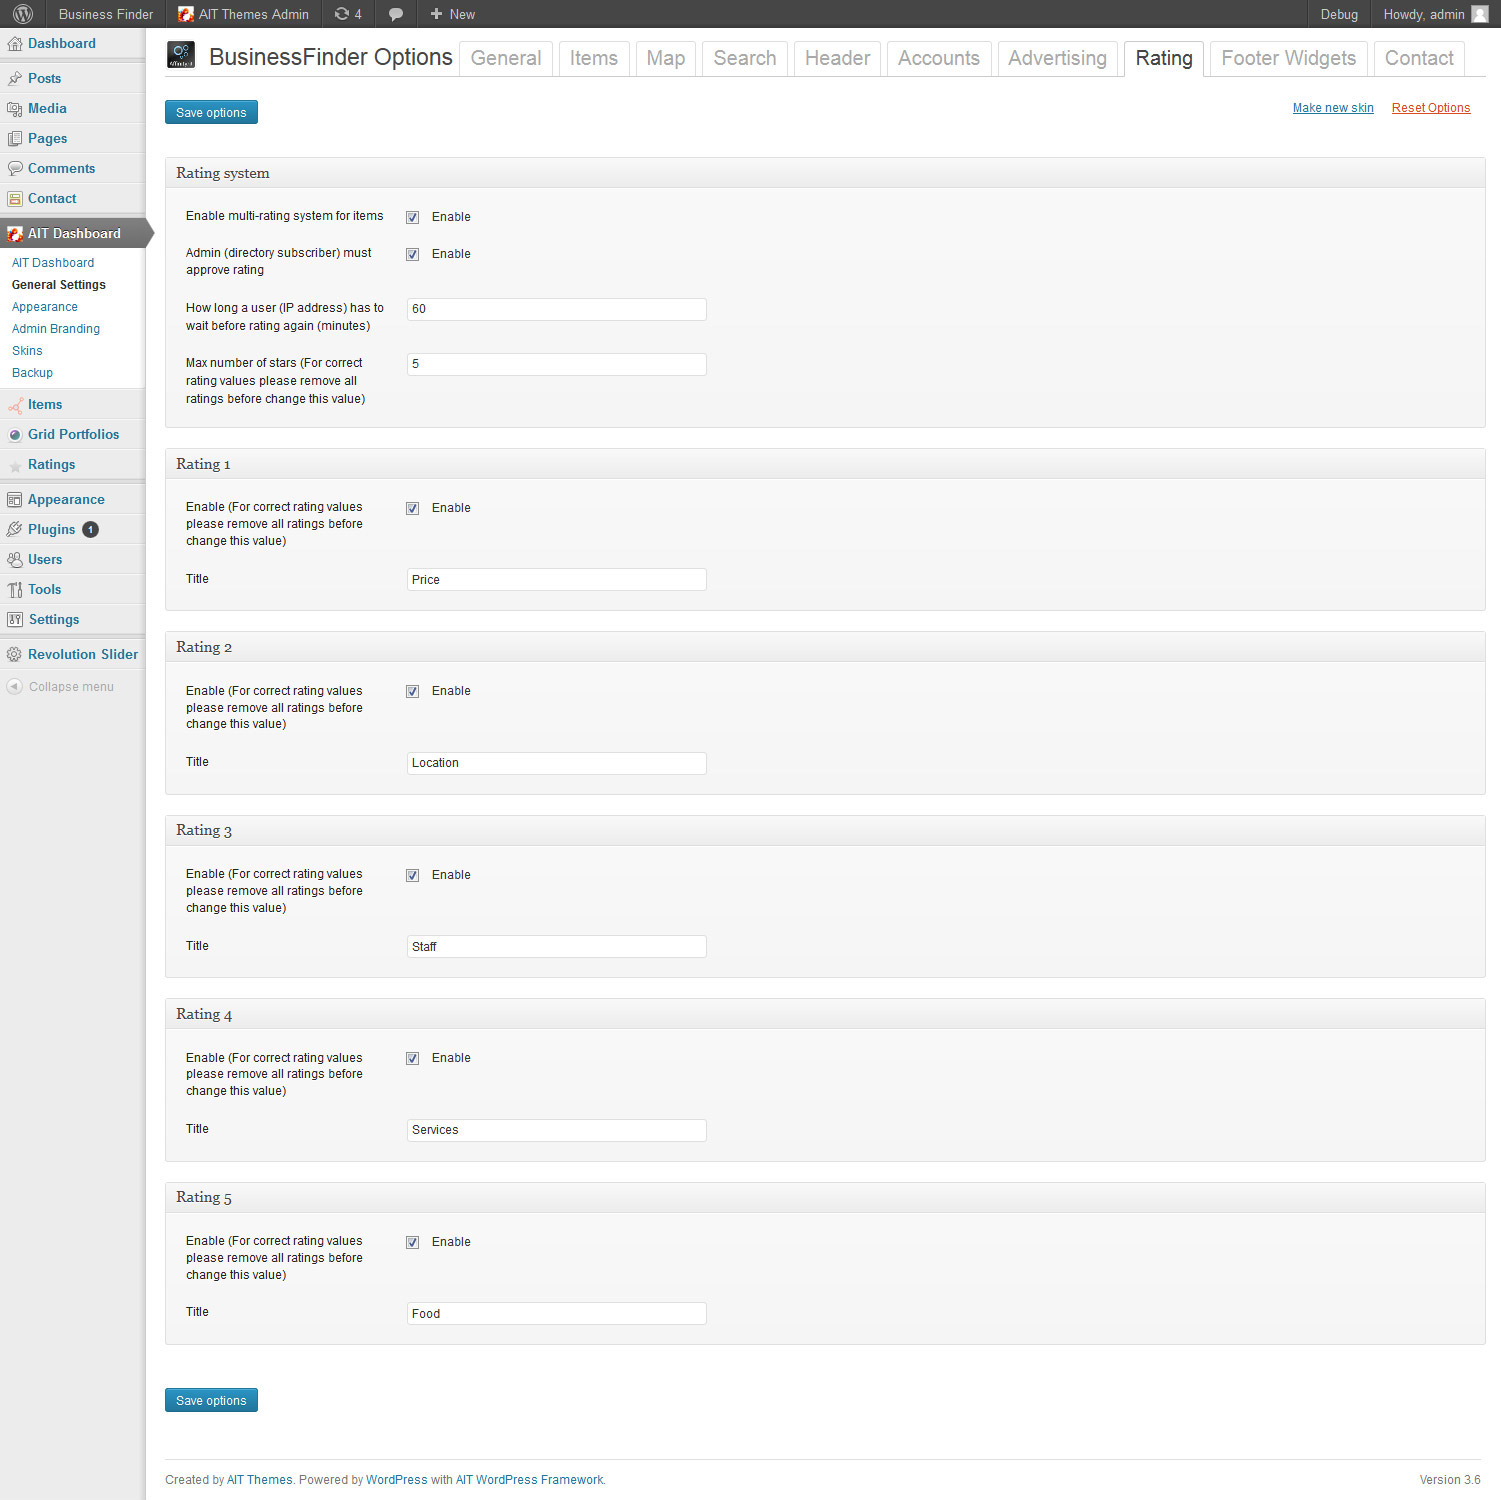 Business Finder
AIT Themes Admin
4
New
Debug
Howdy, admin
Dashboard
Posts
Media
Pages
Comments
Contact
AIT Dashboard
AIT Dashboard
General Settings
Appearance
Admin Branding
Skins
Backup
Items
Grid Portfolios
Ratings
Appearance
Plugins 1
Users
Tools
Settings
Revolution Slider
Collapse menu
BusinessFinder Options
General
Items
Map
Search
Header
Accounts
Advertising
Rating
Footer Widgets
Contact
Save options
Make new skin
Reset Options
Rating system
Enable multi-rating system for items
Enable
Admin (directory subscriber) must
approve rating
Enable
How long a user (IP address) has to
wait before rating again (minutes)
60
Max number of stars (For correct
rating values please remove all
ratings before change this value)
5
Rating 1
Enable (For correct rating values
please remove all ratings before
change this value)
Enable
Title
Price
Rating 2
Enable (For correct rating values
please remove all ratings before
change this value)
Enable
Title
Location
Rating 3
Enable (For correct rating values
please remove all ratings before
change this value)
Enable
Title
Staff
Rating 4
Enable (For correct rating values
please remove all ratings before
change this value)
Enable
Title
Services
Rating 5
Enable (For correct rating values
please remove all ratings before
change this value)
Enable
Title
Food
Save options
Created by AIT Themes. Powered by WordPress with AIT WordPress Framework.
Version 3.6